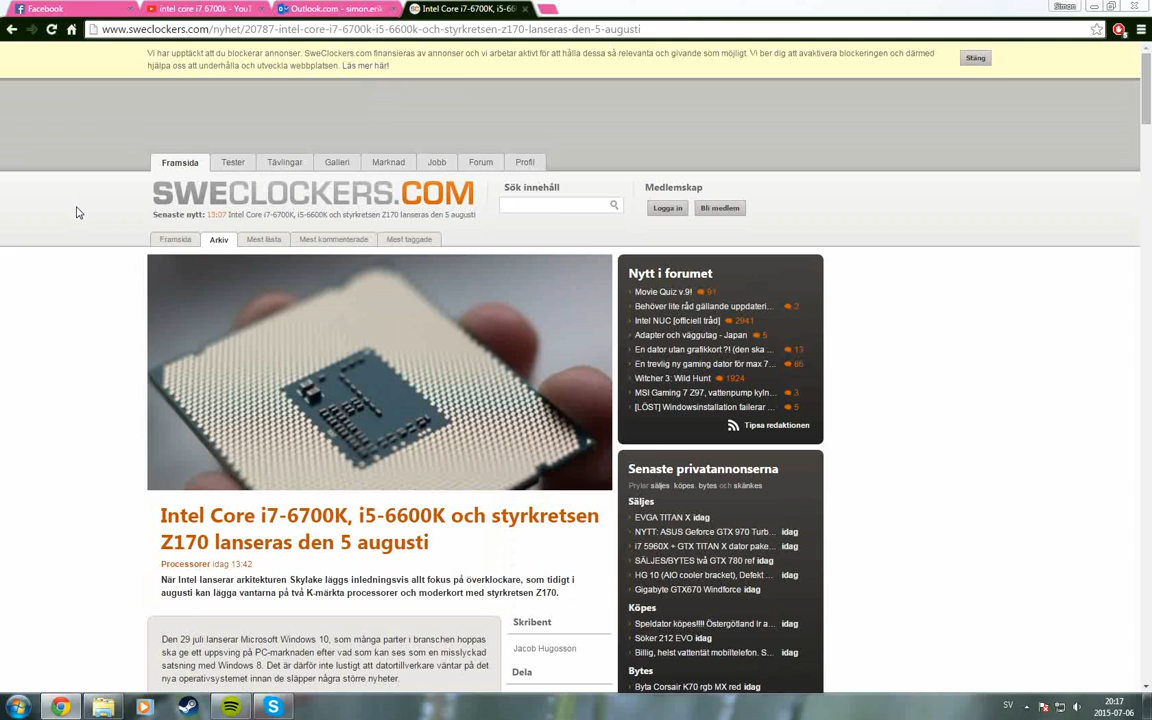 Facebook
intel core i7 6700k - YouT
Outlook.com - simon.erik
Intel Core i7-6700K, i5-66
Simon
www.sweclockers.com/nyhet/20787-intel-core-i7-6700k-i5-6600k-och-styrkretsen-z170-lanseras-den-5-augusti
Vi har upptäckt att du blockerar annonser. SweClockers.com finansieras av annonser och vi arbetar aktivt för att hålla dessa så relevanta och givande som möjligt. Vi ber dig att avaktivera blockeringen och därmed
hjälpa oss att underhålla och utveckla webbplatsen. Läs mer här!
Stäng
Framsida Tester Tävlingar Galleri Marknad Jobb Forum Profil
SWECLOCKERS.COM
Senaste nytt: 13:07 Intel Core i7-6700K, i5-6600K och styrkretsen Z170 lanseras den 5 augusti
Sök innehåll
Medlemskap
Logga in Bli medlem
Framsida Arkiv Mest lästa Mest kommenterade Mest taggade
Nytt i forumet
Movie Quiz v.9! 91
Behöver lite råd gällande uppdateri... 2
Intel NUC [officiell tråd] 2941
Adapter och väggutag - Japan 5
En dator utan grafikkort ?! (den ska ... 13
En trevlig ny gaming dator för max 7... 65
Witcher 3: Wild Hunt 1924
MSI Gaming 7 Z97, vattenpump kyln... 3
[LÖST] Windowsinstallation failerar ... 5
Tipsa redaktionen
Senaste privatannonserna
Prylar säljes, köpes, bytes och skänkes
Säljes
EVGA TITAN X idag
NYTT: ASUS Geforce GTX 970 Turb... idag
i7 5960X + GTX TITAN X dator pake... idag
SÄLJES/BYTES två GTX 780 ref idag
HG 10 (AIO cooler bracket), Defekt ... idag
Gigabyte GTX670 Windforce idag
Köpes
Speldator köpes!!!! Östergötland Ir a... idag
Söker 212 EVO idag
Billig, helst vattentät mobiltelefon. S... idag
Bytes
Byta Corsair K70 rgb MX red idag
Intel Core i7-6700K, i5-6600K och styrkretsen
Z170 lanseras den 5 augusti
Processorer idag 13:42
När Intel lanserar arkitekturen Skylake läggs inledningsvis allt fokus på överklockare, som tidigt i
augusti kan lägga vantarna på två K-märkta processorer och moderkort med styrkretsen Z170.
Den 29 juli lanserar Microsoft Windows 10, som många parter i branschen hoppas
ska ge ett uppsving på PC-marknaden efter vad som kan ses som en misslyckad
satsning med Windows 8. Det är därför inte lustigt att datortillverkare väntar på det
nya operativsystemet innan de släpper några större nyheter.
Skribent
Jacob Hugosson
Dela
SV
20:17
2015-07-06